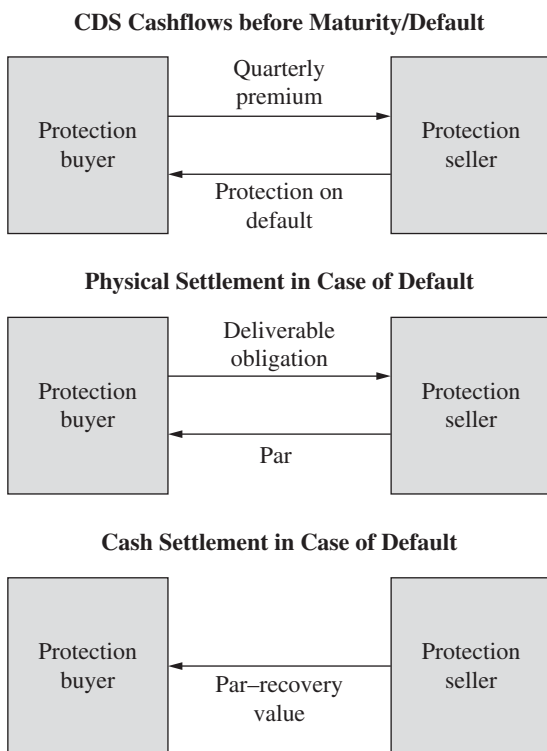 CDS Cashflows before Maturity/Default
Protection
buyer
Quarterly
premium
Protection on
default
Protection
seller
Physical Settlement in Case of Default
Protection
buyer
Deliverable
obligation
Par
Protection
seller
Cash Settlement in Case of Default
Protection
buyer
Par–recovery
value
Protection
seller